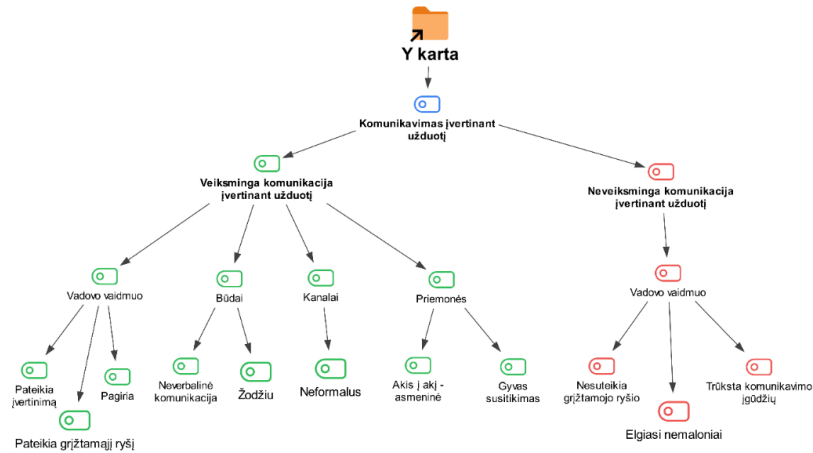 Y karta
Komunikavimas įvertinant
užduotį
Veiksminga komunikacija
įvertinant užduotį
Neveiksminga komunikacija
įvertinant užduotį
Vadovo vaidmuo
Būdai
Kanalai
Priemonės
Vadovo vaidmuo
Pateikia
įvertinimą
Pateikia grįžtamąjį ryšį
Pagiria
Neverbalinė
komunikacija
Žodžiu
Neformalus
Akis į akį -
asmeninė
Gyvas
susitikimas
Nesuteikia
grįžtamojo ryšio
Elgiasi nemaloniai
Trūksta komunikavimo
įgūdžių